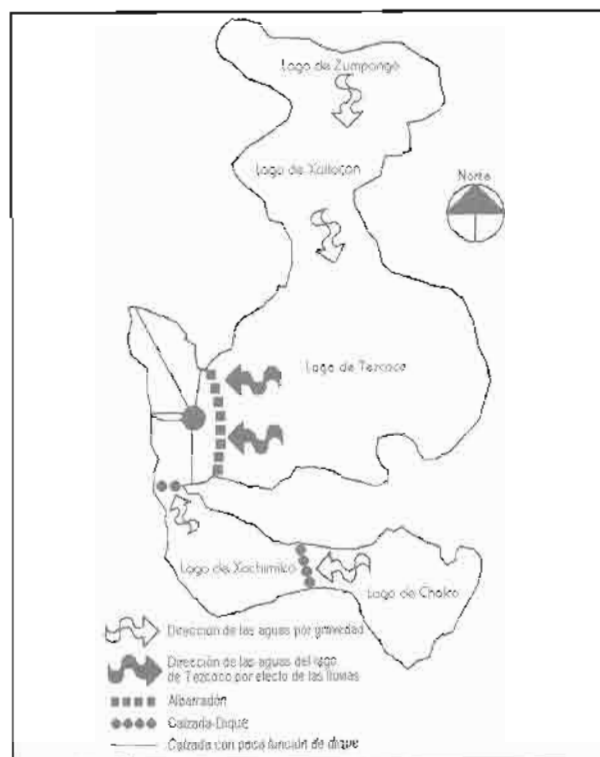 Lago de Zumpango
Lago de Xaltocan
Norte
Lago de Tezcoco
Lago de Xochimilco
Lago de Chalco
Dirección de las aguas por gravedad
Dirección de las aguas del lago
de Tezcoco por efecto de las lluvias
Albarradón
Calzada-Dique
Calzada con poca función de dique